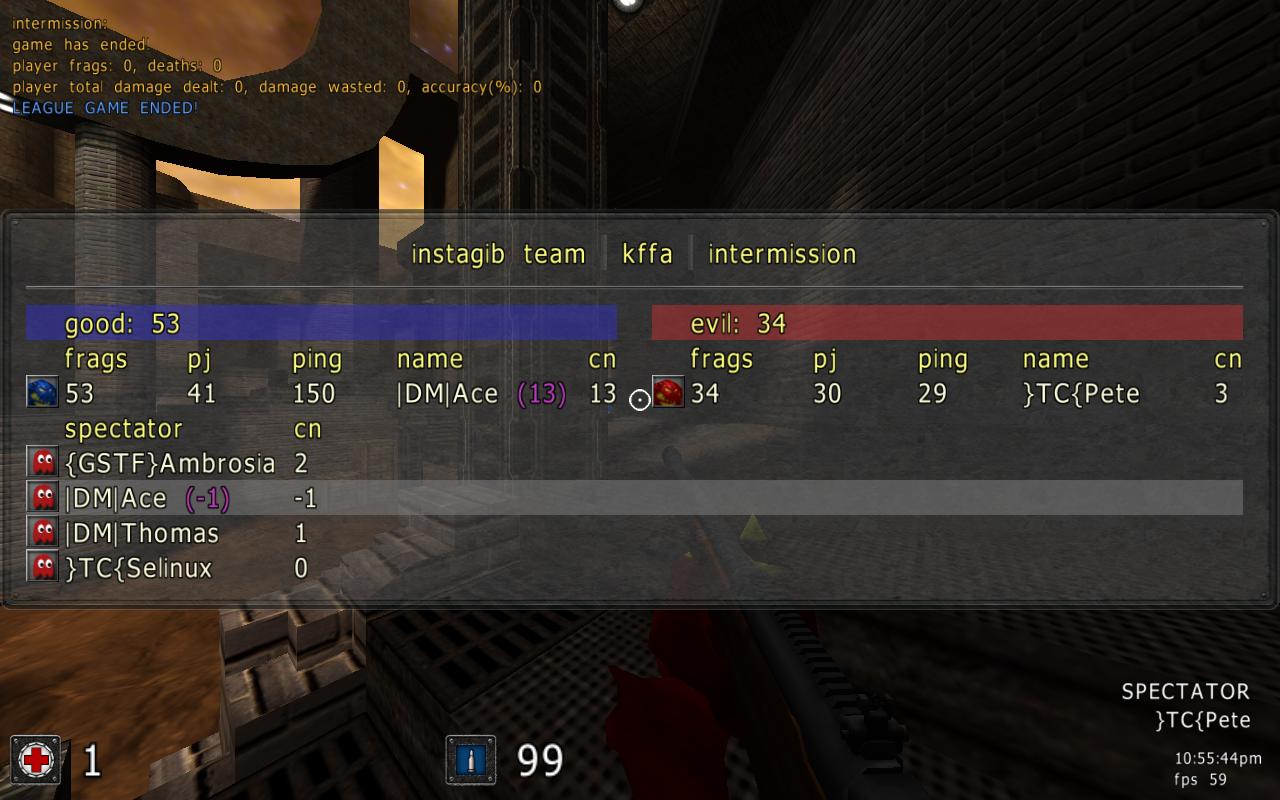 intermission:
game has ended!
player frags: 0, deaths: 0
player total damage dealt: 0, damage wasted: 0, accuracy(%): 0
LEAGUE GAME ENDED!
instagib team | kffa | intermission
good: 53
frags pj ping name cn
53 41 150 |DM|Ace (13) 13
evil: 34
frags pj ping name cn
34 30 29 }TC{Pete 3
spectator cn
{GSTF}Ambrosia 2
|DM|Ace (-1) -1
|DM|Thomas 1
}TC{Selinux 0
SPECTATOR
}TC{Pete
1
99
10:55:44pm
fps 59